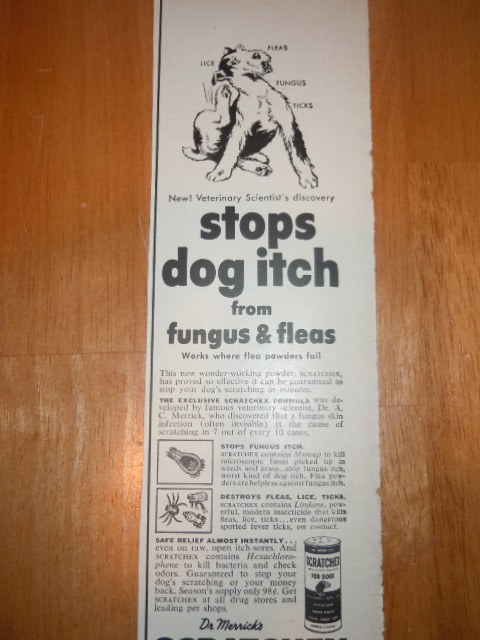 FLEAS
LICE
FUNGUS
TICKS
New! Veterinary Scientist's discovery
stops
dog itch
from
fungus & fleas
Works where flea powders fail
This new wonder-working powder, SCRATCHEX,
has proved so effective it can be guaranteed to
stop your dog's scratching in minutes.
THE EXCLUSIVE SCRATCHEX FORMULA was de-
veloped by famous veterinary scientist, Dr. A.
C. Merrick, who discovered that a fungus skin
infection (often invisible) is the cause of
scratching in 7 out of every 10 cases.
STOPS FUNGUS ITCH.
SCRATCHEX contains Mercap to kill
microscopic fungi picked up in
weeds and grass...stop fungus itch,
worst kind of dog itch. Flea pow-
ders are helpless against fungus itch.
DESTROYS FLEAS, LICE, TICKS.
SCRATCHEX contains Lindane, pow-
erful, modern insecticide that kills
fleas, lice, ticks...even dangerous
spotted fever ticks, on contact.
SAFE RELIEF ALMOST INSTANTLY...
even on raw, open itch-sores. And
SCRATCHEX contains Hexachloro-
phene to kill bacteria and check
odors. Guaranteed to stop your
dog's scratching or your money
back. Season's supply only 98¢. Get
SCRATCHEX at all drug stores and
leading pet shops.
SCRATCHEX
FOR DOGS
Dr. Merrick's
SCRATCHEX